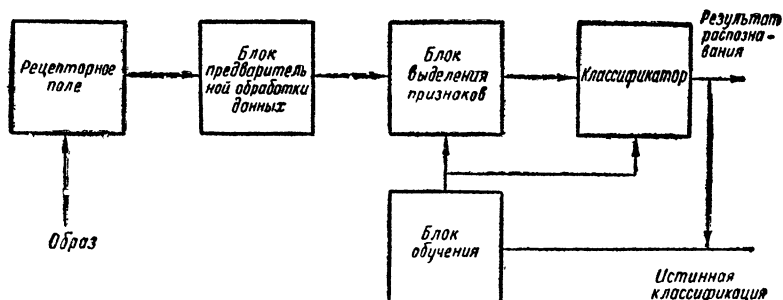 Рецепторное
поле
Блок
предваритель
ной обработки
данных
Блок
выделения
признаков
Классификатор
Результат
распозна-
вания
Образ
Блок
обучения
Истинная
классификация